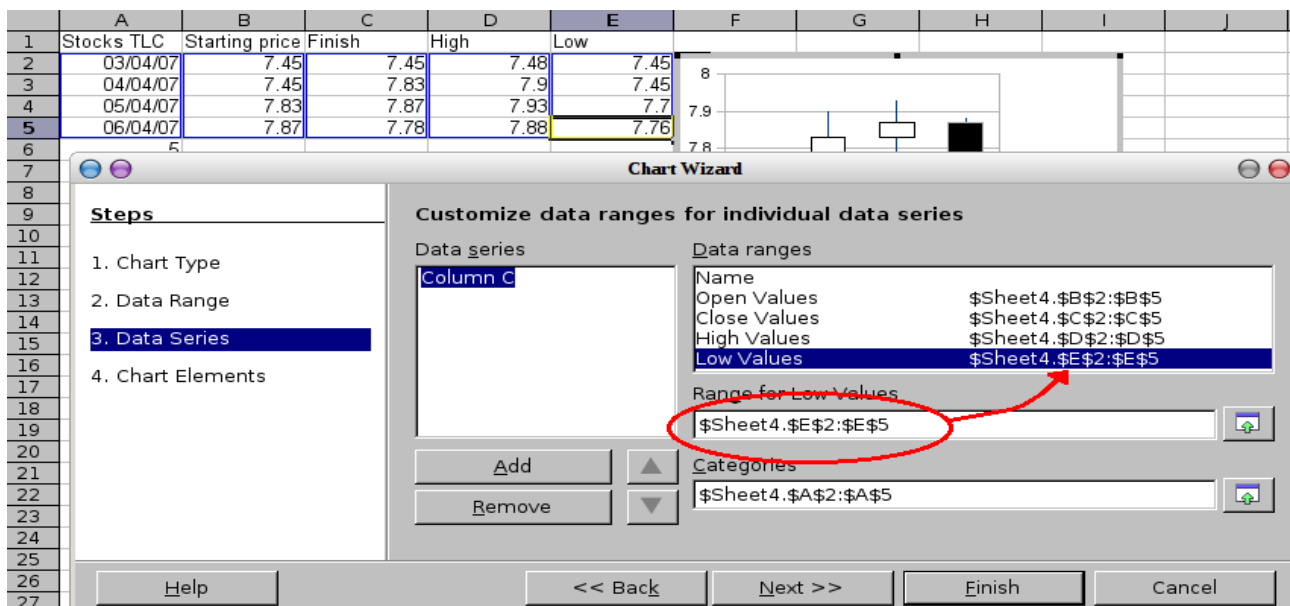 A B C D E F G H I J
1 Stocks TLC Starting price Finish High Low
2 03/04/07 7.45 7.45 7.48 7.45
3 04/04/07 7.45 7.83 7.9 7.45
4 05/04/07 7.83 7.87 7.93 7.7
5 06/04/07 7.87 7.78 7.88 7.76
6 5
7
8
9
10
11
12
13
14
15
16
17
18
19
20
21
22
23
24
25
26
27
8
7.9
7.8
Chart Wizard
Steps
1. Chart Type
2. Data Range
3. Data Series
4. Chart Elements
Customize data ranges for individual data series
Data series
Column C
Add
Remove
Data ranges
Name
Open Values $Sheet4.$B$2:$B$5
Close Values $Sheet4.$C$2:$C$5
High Values $Sheet4.$D$2:$D$5
Low Values $Sheet4.$E$2:$E$5
Range for Low Values
$Sheet4.$E$2:$E$5
Categories
$Sheet4.$A$2:$A$5
Help
<< Back
Next >>
Finish
Cancel